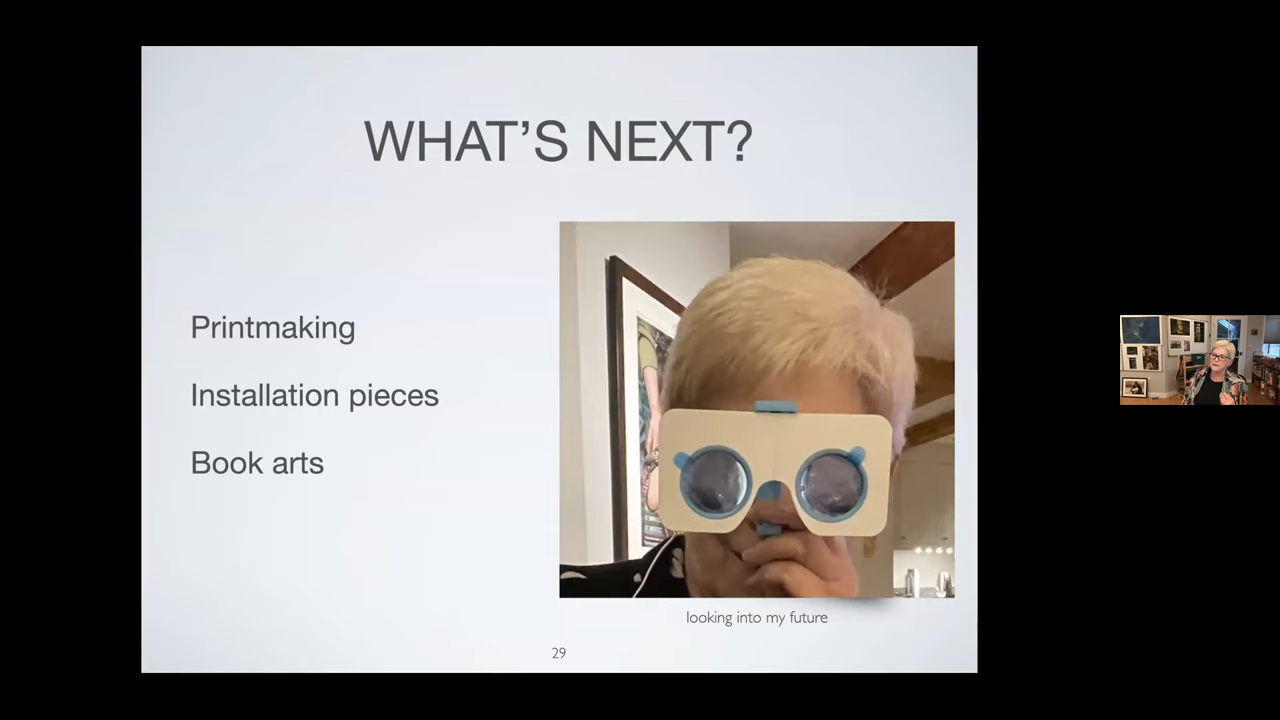 WHAT’S NEXT?
Printmaking
Installation pieces
Book arts
looking into my future
29